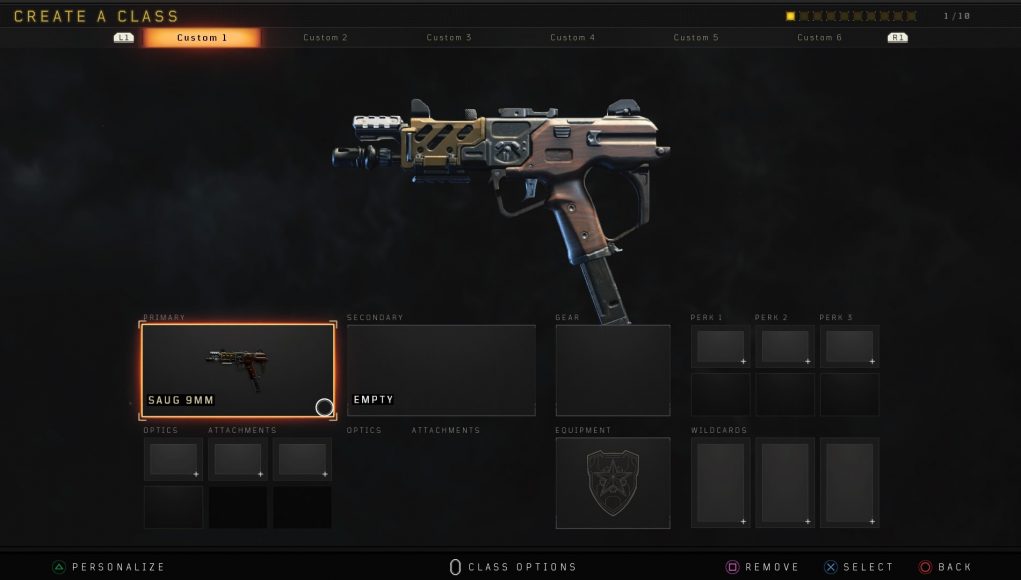 CREATE A CLASS
1/10
L1
Custom 1
Custom 2
Custom 3
Custom 4
Custom 5
Custom 6
R1
PRIMARY
SECONDARY
GEAR
PERK 1
PERK 2
PERK 3
SAUG 9MM
EMPTY
OPTICS
ATTACHMENTS
OPTICS
ATTACHMENTS
EQUIPMENT
WILDCARDS
PERSONALIZE
CLASS OPTIONS
REMOVE
SELECT
BACK